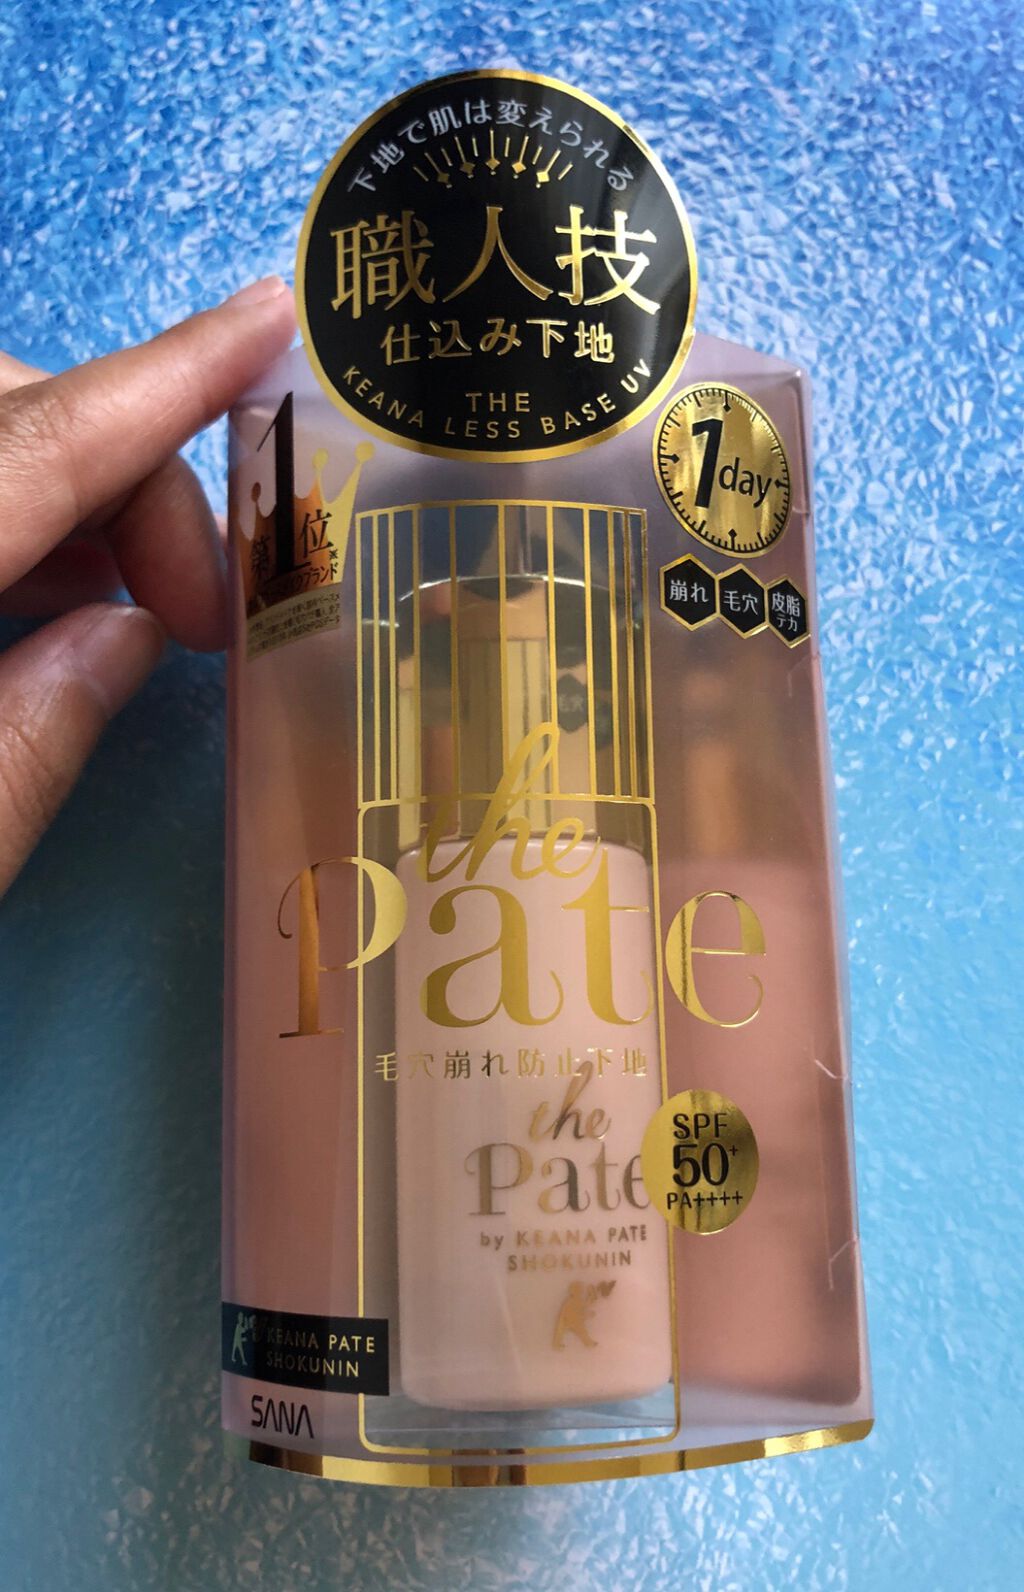 下地で肌は変えられる
職人技
仕込み下地
THE
KEANA LESS BASE UV
第1位
1day
崩れ
毛穴
皮脂
テカ
the
Pate
毛穴崩れ防止下地
the
Pate
by KEANA PATE
SHOKUNIN
SPF
50+
PA++++
KEANA PATE
SHOKUNIN
SANA